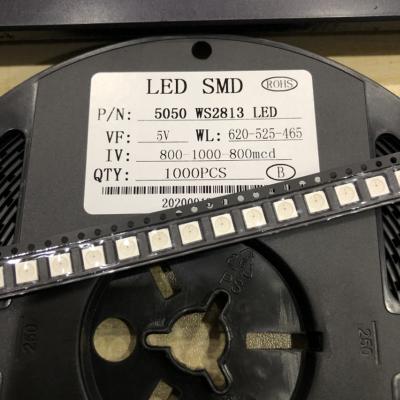 LED SMD ROHS
P/N: 5050 WS2813 LED
VF: 5V WL: 620-525-465
IV: 800-1000-800mcd
QTY: 1000PCS B
250
250